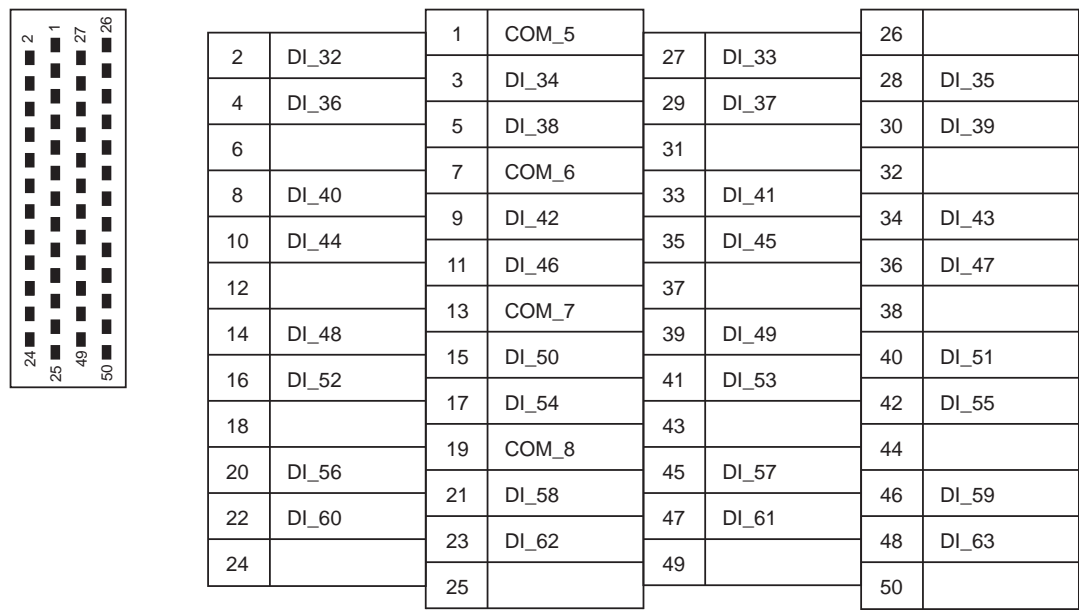 2 1 27 26
24 25 49 50
1 COM_5 26
2 DI_32 27 DI_33
3 DI_34 28 DI_35
4 DI_36 29 DI_37
5 DI_38 30 DI_39
6 31
7 COM_6 32
8 DI_40 33 DI_41
9 DI_42 34 DI_43
10 DI_44 35 DI_45
11 DI_46 36 DI_47
12 37
13 COM_7 38
14 DI_48 39 DI_49
15 DI_50 40 DI_51
16 DI_52 41 DI_53
17 DI_54 42 DI_55
18 43
19 COM_8 44
20 DI_56 45 DI_57
21 DI_58 46 DI_59
22 DI_60 47 DI_61
23 DI_62 48 DI_63
24 49
25 50